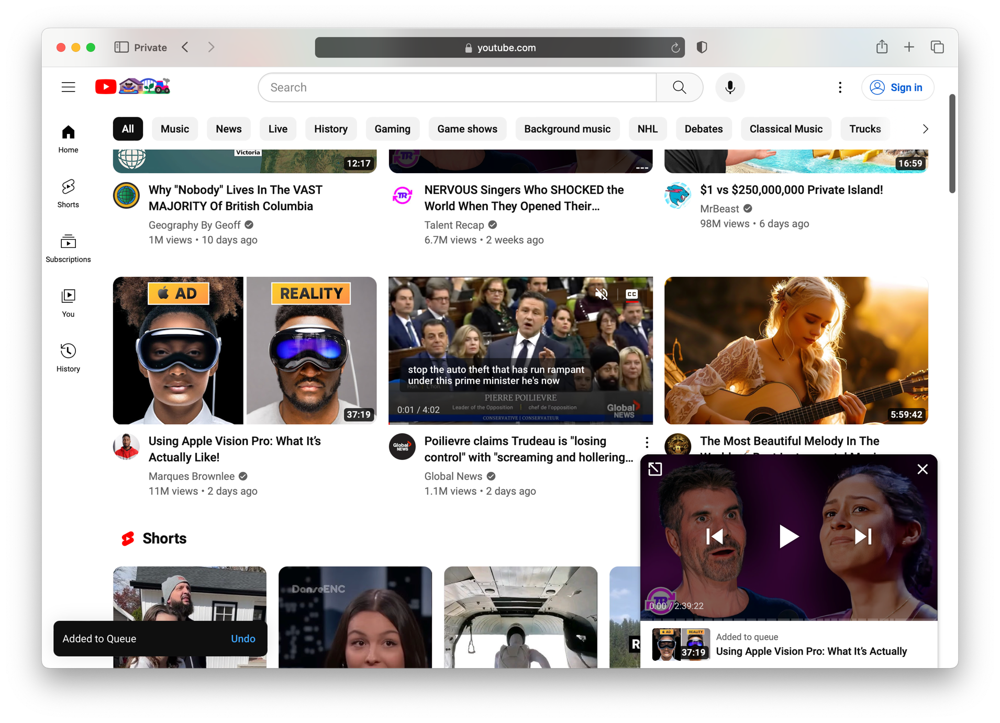 Private
youtube.com
Search
Sign in
All
Music
News
Live
History
Gaming
Game shows
Background music
NHL
Debates
Classical Music
Trucks
Home
Shorts
Subscriptions
You
History
Victoria
12:17
TR
16:59
Why "Nobody" Lives In The VAST
MAJORITY Of British Columbia
Geography By Geoff
1M views • 10 days ago
TR
NERVOUS Singers Who SHOCKED the
World When They Opened Their...
Talent Recap
6.7M views • 2 weeks ago
$1 vs $250,000,000 Private Island!
MrBeast
98M views • 6 days ago
AD
REALITY
37:19
CC
stop the auto theft that has run rampant
under this prime minister he's now
PIERRE POILIEVRE
Leader of the Opposition | chef de l'opposition
CONSERVATIVE | CONSERVATEUR
0:01 / 4:02
Global
NEWS
5:59:42
Using Apple Vision Pro: What It's
Actually Like!
Marques Brownlee
11M views • 2 days ago
Global
NEWS
Poilievre claims Trudeau is "losing
control" with "screaming and hollering...
Global News
1.1M views • 2 days ago
The Most Beautiful Melody In The
Shorts
DanseENC
R
TR
0:00 / 2:39:22
AD
REALITY
37:19
Added to queue
Using Apple Vision Pro: What It's Actually
Added to Queue
Undo